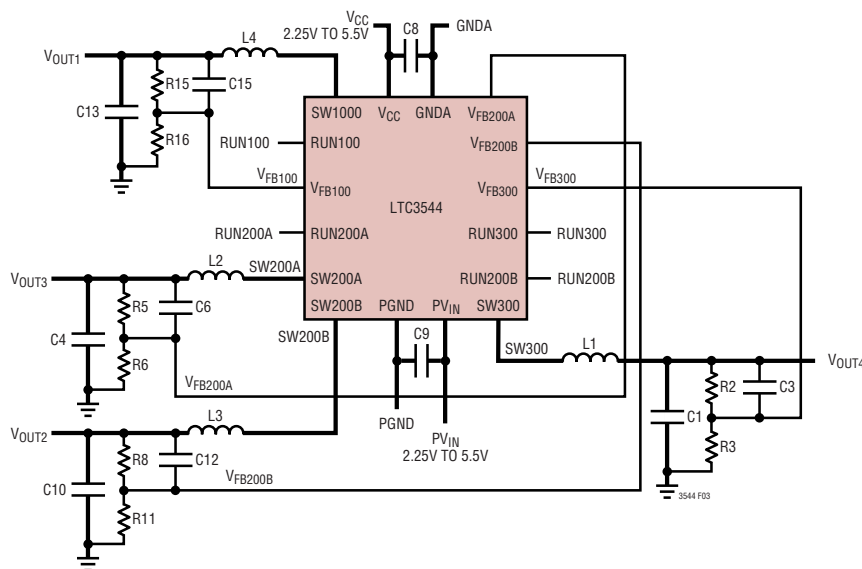 VCC
2.25V TO 5.5V
C8
GNDA
L4
VOUT1
R15
C15
C13
R16
SW1000
VCC
GNDA
VFB200A
RUN100
RUN100
VFB200B
VFB100
VFB100
VFB300
VFB300
LTC3544
RUN200A
RUN200A
RUN300
RUN300
L2
SW200A
VOUT3
SW200A
RUN200B
RUN200B
R5
C6
SW200B
PGND
PVIN
SW300
C4
SW200B
C9
R6
SW300
L1
VOUT4
VFB200A
R2
C3
L3
C1
PGND
VOUT2
PVIN
2.25V TO 5.5V
R3
R8
C12
C10
VFB200B
3544 F03
R11